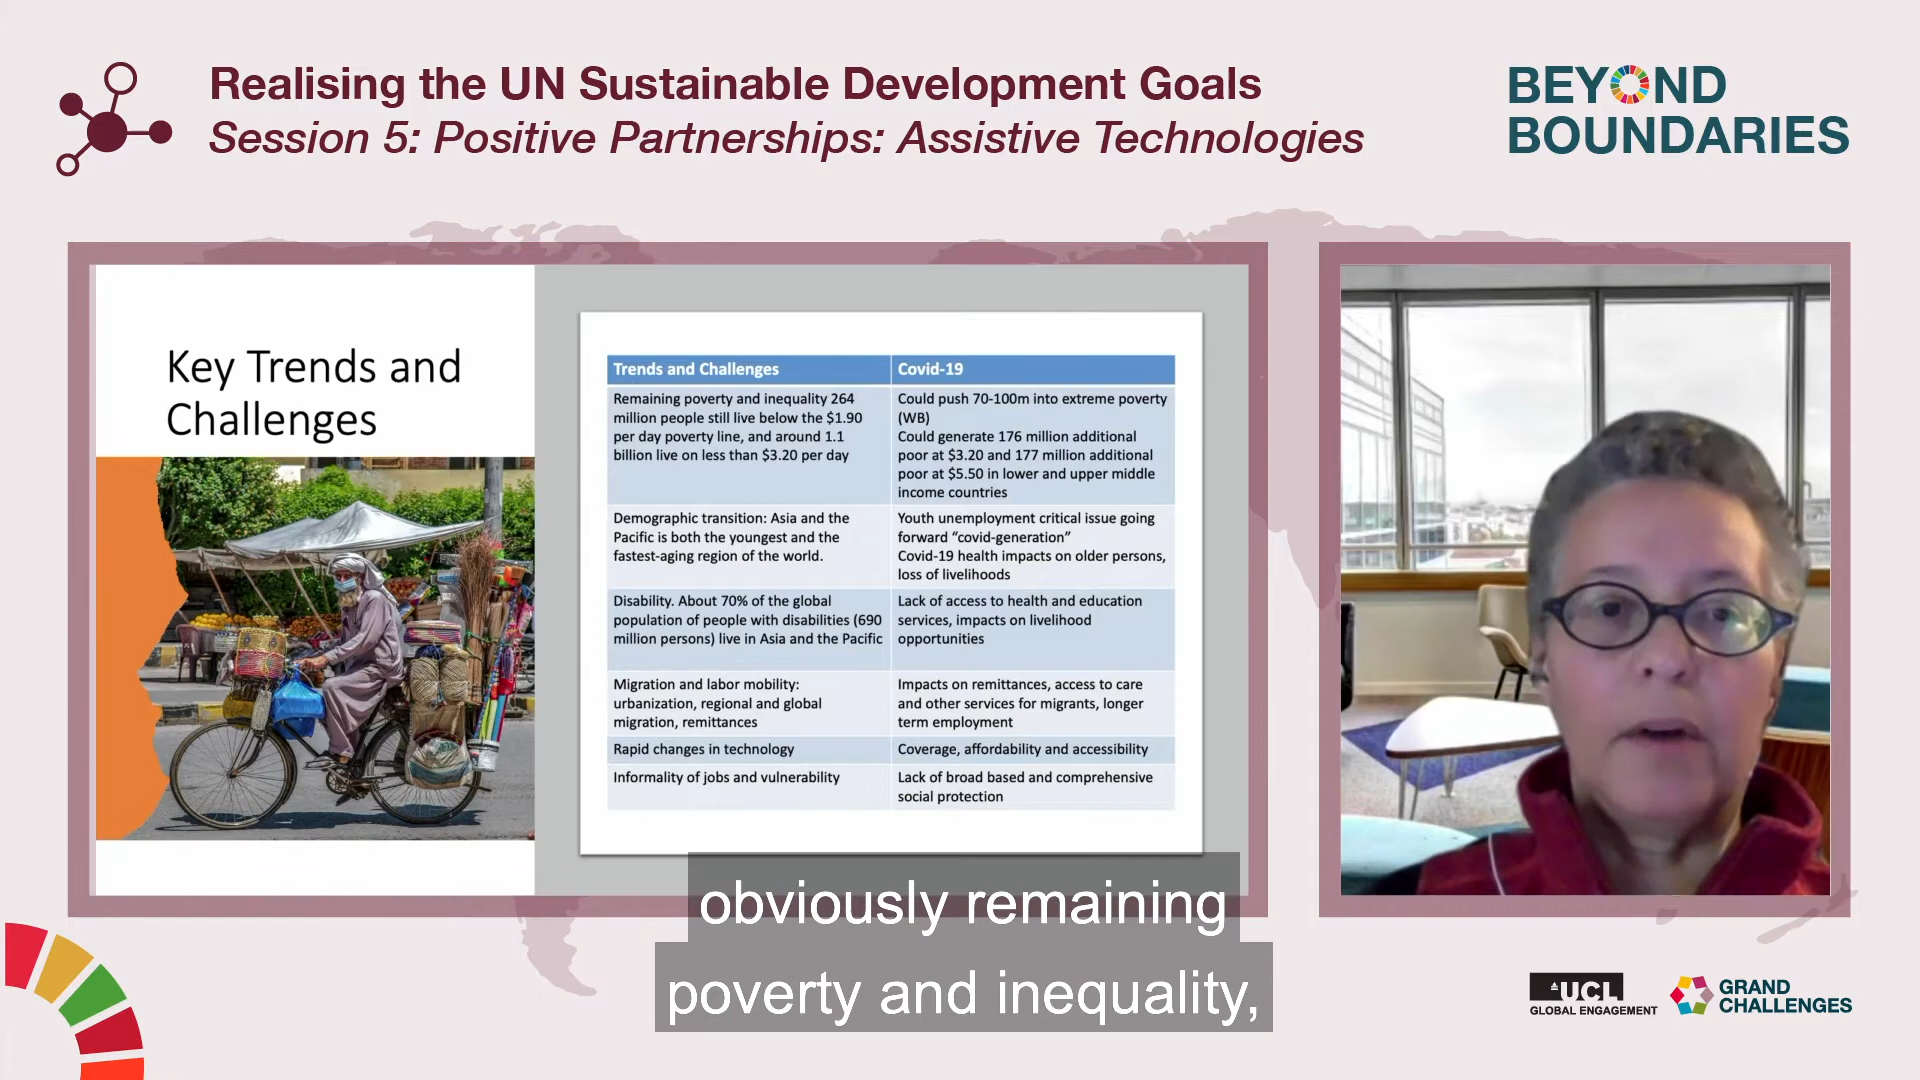 Realising the UN Sustainable Development Goals
Session 5: Positive Partnerships: Assistive Technologies
BEYOND
BOUNDARIES
Key Trends and
Challenges
Trends and Challenges
Covid-19
Remaining poverty and inequality 264
million people still live below the $1.90
per day poverty line, and around 1.1
billion live on less than $3.20 per day
Could push 70-100m into extreme poverty
(WB)
Could generate 176 million additional
poor at $3.20 and 177 million additional
poor at $5.50 in lower and upper middle
income countries
Demographic transition: Asia and the
Pacific is both the youngest and the
fastest-aging region of the world.
Youth unemployment critical issue going
forward “covid-generation”
Covid-19 health impacts on older persons,
loss of livelihoods
Disability. About 70% of the global
population of people with disabilities (690
million persons) live in Asia and the Pacific
Lack of access to health and education
services, impacts on livelihood
opportunities
Migration and labor mobility:
urbanization, regional and global
migration, remittances
Impacts on remittances, access to care
and other services for migrants, longer
term employment
Rapid changes in technology
Coverage, affordability and accessibility
Informality of jobs and vulnerability
Lack of broad based and comprehensive
social protection
obviously remaining
poverty and inequality,
UCL
GLOBAL ENGAGEMENT
GRAND
CHALLENGES